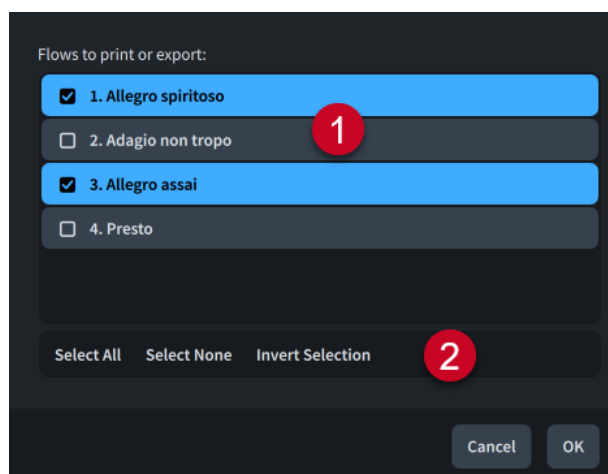 Flows to print or export:
1. Allegro spiritoso
1
2. Adagio non tropo
3. Allegro assai
4. Presto
Select All Select None Invert Selection
2
Cancel OK